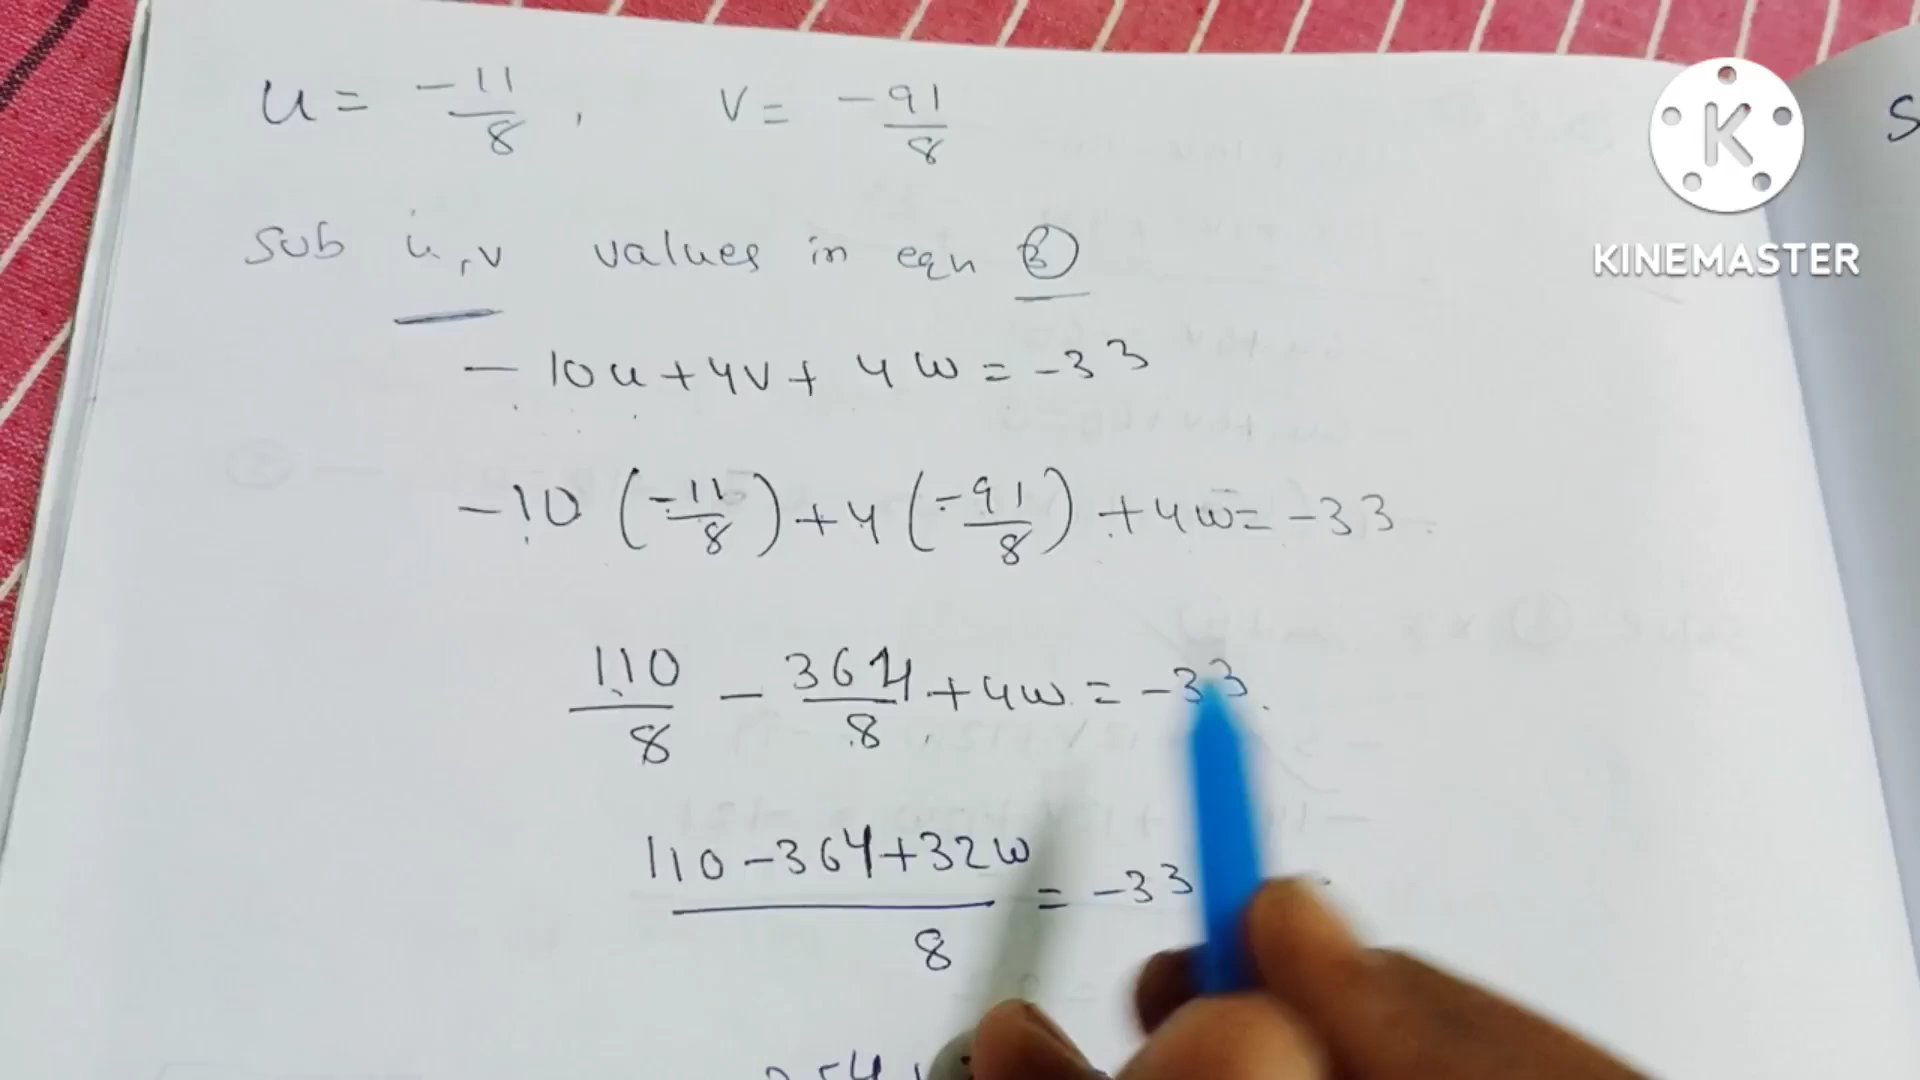 u = -11/8 , v = -91/8
K
KINEMASTER
S
Sub u,v values in eqn ③
- 10u + 4v + 4w = -33
-10 (-11/8) + 4 (-91/8) + 4w = -33
110/8 - 364/8 + 4w = -33.
110 - 364 + 32w / 8 = -33